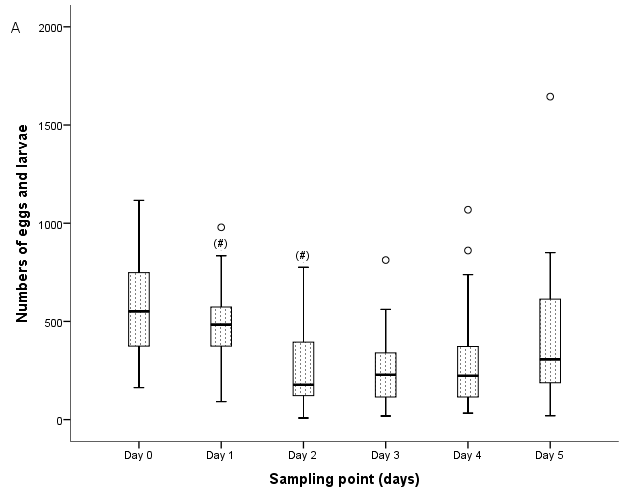 A
2000
1500
1000
500
0
Numbers of eggs and larvae
(#)
(#)
Day 0 Day 1 Day 2 Day 3 Day 4 Day 5
Sampling point (days)